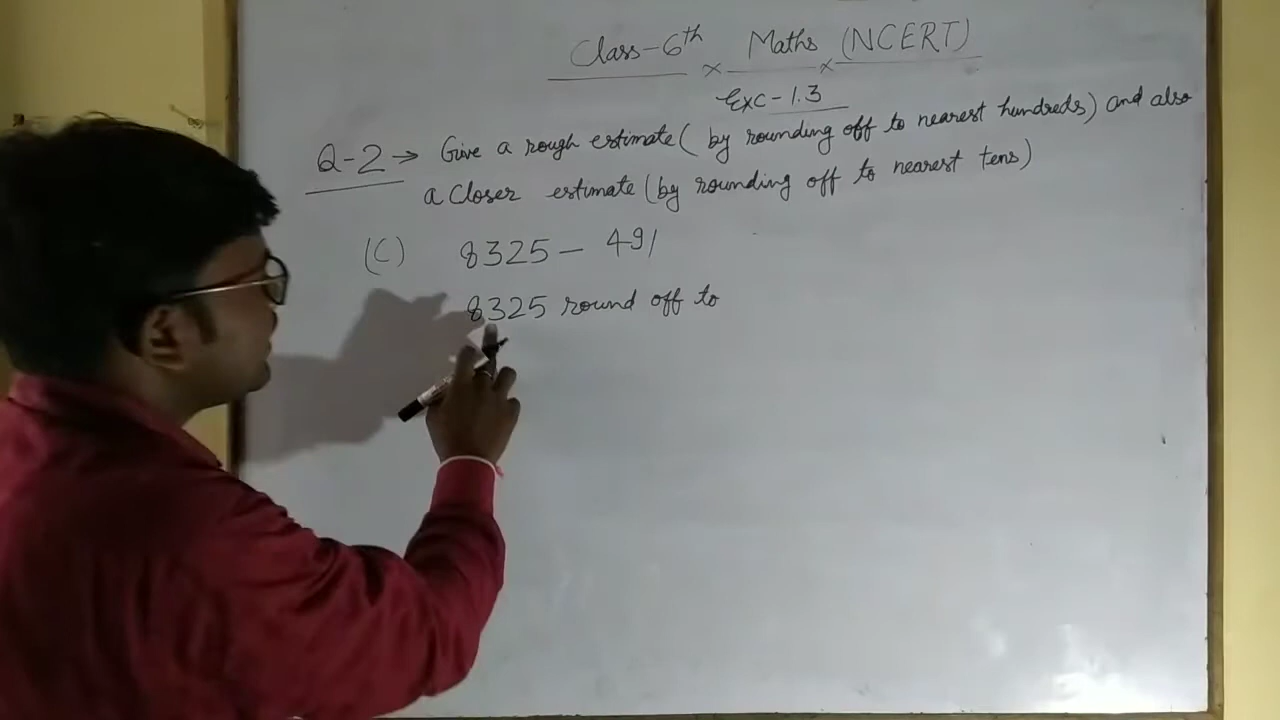 Class-6th × Maths × (NCERT)
Exc-1.3
Q-2 → Give a rough estimate (by rounding off to nearest hundreds) and also
a closer estimate (by rounding off to nearest tens)
(C) 8325 - 491
8325 round off to